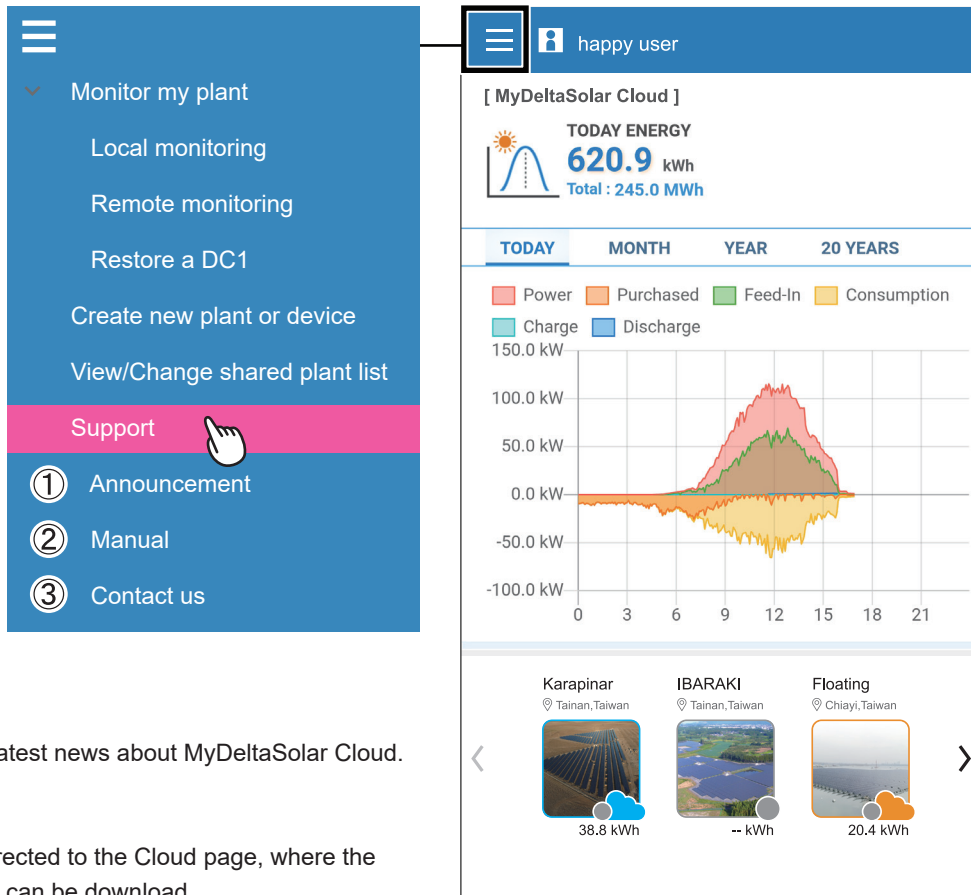 Monitor my plant
Local monitoring
Remote monitoring
Restore a DC1
Create new plant or device
View/Change shared plant list
Support
① Announcement
② Manual
③ Contact us
happy user
[ MyDeltaSolar Cloud ]
TODAY ENERGY
620.9 kWh
Total : 245.0 MWh
TODAY MONTH YEAR 20 YEARS
Power Purchased Feed-In Consumption
Charge Discharge
150.0 kW
100.0 kW
50.0 kW
0.0 kW
-50.0 kW
-100.0 kW
0 3 6 9 12 15 18 21
Karapinar IBARAKI Floating
Tainan,Taiwan Tainan,Taiwan Chiayi,Taiwan
38.8 kWh -- kWh 20.4 kWh
news about MyDeltaSolar Cloud.
to the Cloud page, where the
can be download